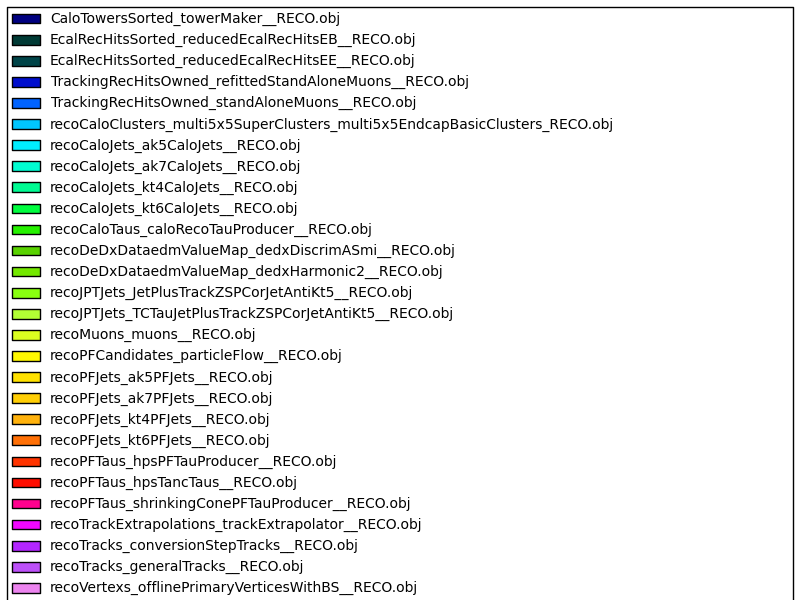 CaloTowersSorted_towerMaker__RECO.obj
EcalRecHitsSorted_reducedEcalRecHitsEB__RECO.obj
EcalRecHitsSorted_reducedEcalRecHitsEE__RECO.obj
TrackingRecHitsOwned_refittedStandAloneMuons__RECO.obj
TrackingRecHitsOwned_standAloneMuons__RECO.obj
recoCaloClusters_multi5x5SuperClusters_multi5x5EndcapBasicClusters_RECO.obj
recoCaloJets_ak5CaloJets__RECO.obj
recoCaloJets_ak7CaloJets__RECO.obj
recoCaloJets_kt4CaloJets__RECO.obj
recoCaloJets_kt6CaloJets__RECO.obj
recoCaloTaus_caloRecoTauProducer__RECO.obj
recoDeDxDataedmValueMap_dedxDiscrimASmi__RECO.obj
recoDeDxDataedmValueMap_dedxHarmonic2__RECO.obj
recoJPTJets_JetPlusTrackZSPCorJetAntiKt5__RECO.obj
recoJPTJets_TCTauJetPlusTrackZSPCorJetAntiKt5__RECO.obj
recoMuons_muons__RECO.obj
recoPFCandidates_particleFlow__RECO.obj
recoPFJets_ak5PFJets__RECO.obj
recoPFJets_ak7PFJets__RECO.obj
recoPFJets_kt4PFJets__RECO.obj
recoPFJets_kt6PFJets__RECO.obj
recoPFTaus_hpsPFTauProducer__RECO.obj
recoPFTaus_hpsTancTaus__RECO.obj
recoPFTaus_shrinkingConePFTauProducer__RECO.obj
recoTrackExtrapolations_trackExtrapolator__RECO.obj
recoTracks_conversionStepTracks__RECO.obj
recoTracks_generalTracks__RECO.obj
recoVertexs_offlinePrimaryVerticesWithBS__RECO.obj